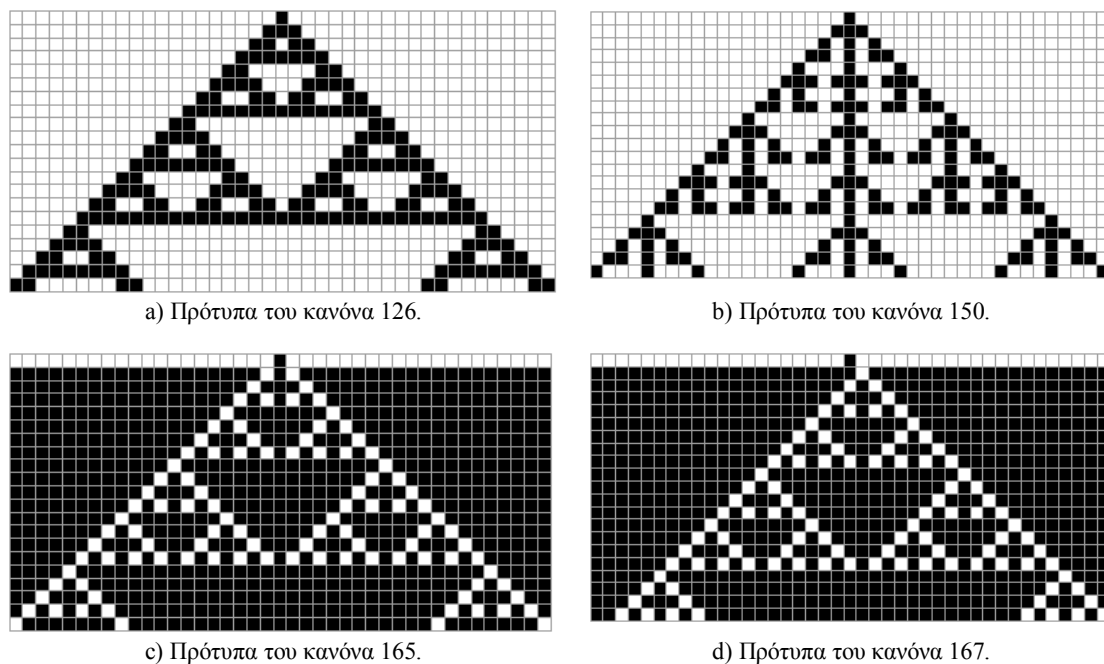 a) Πρότυπα του κανόνα 126.
b) Πρότυπα του κανόνα 150.
c) Πρότυπα του κανόνα 165.
d) Πρότυπα του κανόνα 167.